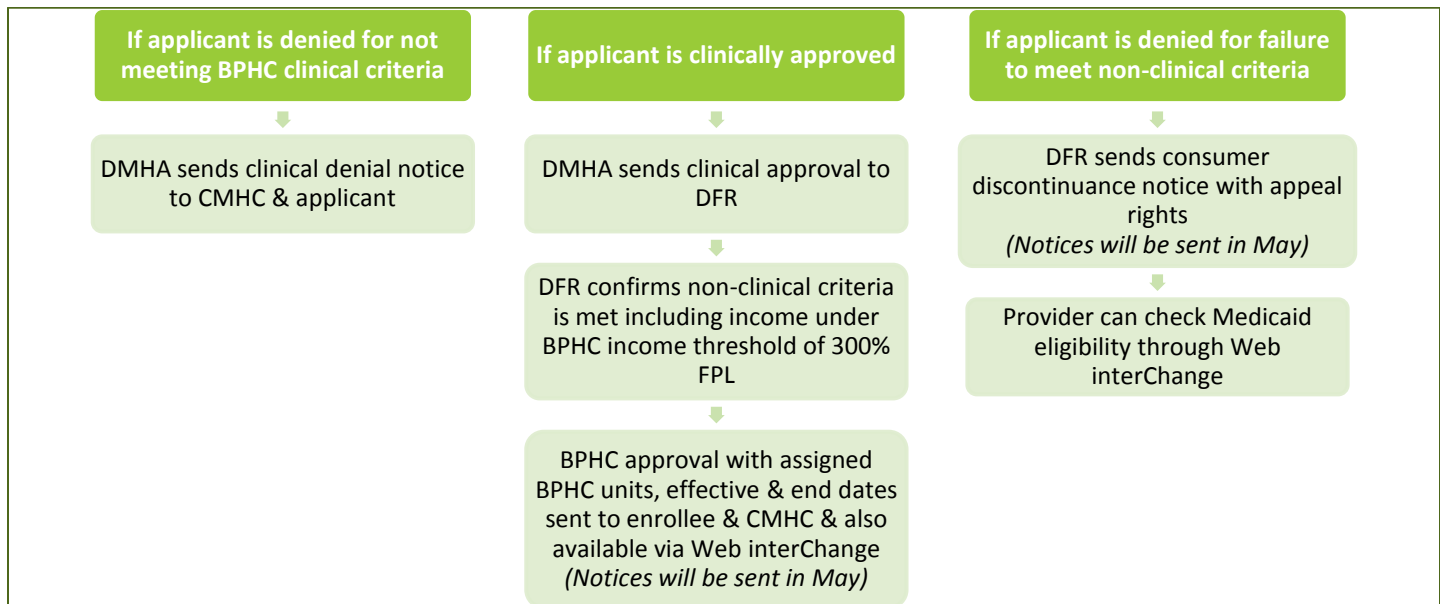 If applicant is denied for not
meeting BPHC clinical criteria
DMHA sends clinical denial notice
to CMHC & applicant
If applicant is clinically approved
DMHA sends clinical approval to
DFR
DFR confirms non-clinical criteria
is met including income under
BPHC income threshold of 300%
FPL
BPHC approval with assigned
BPHC units, effective & end dates
sent to enrollee & CMHC & also
available via Web interChange
(Notices will be sent in May)
If applicant is denied for failure
to meet non-clinical criteria
DFR sends consumer
discontinuance notice with appeal
rights
(Notices will be sent in May)
Provider can check Medicaid
eligibility through Web
interChange